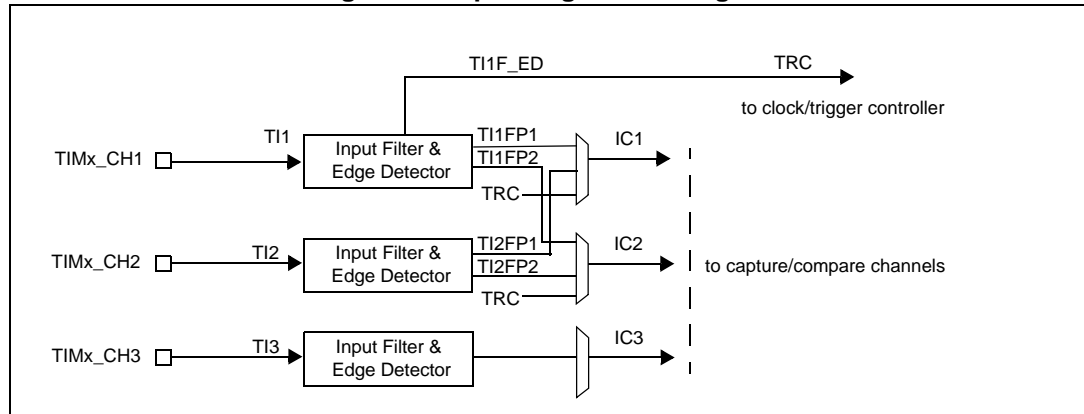 TI1F_ED
TRC
to clock/trigger controller
TIMx_CH1
TI1
Input Filter &
Edge Detector
TI1FP1
TI1FP2
TRC
IC1
TIMx_CH2
TI2
Input Filter &
Edge Detector
TI2FP1
TI2FP2
TRC
IC2
to capture/compare channels
TIMx_CH3
TI3
Input Filter &
Edge Detector
IC3